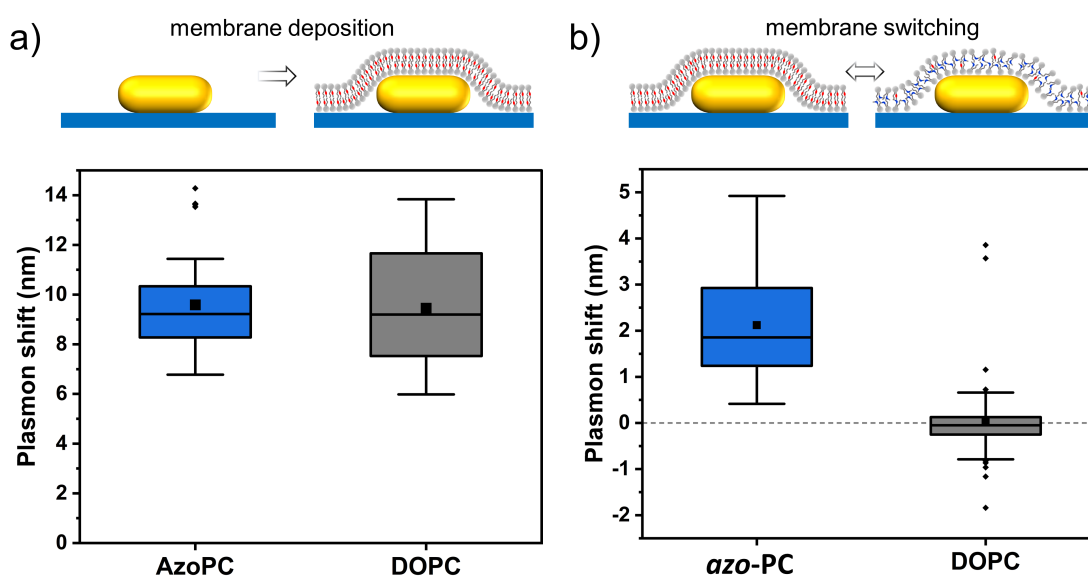 a)
membrane deposition
Plasmon shift (nm)
14
12
10
8
6
4
2
0
AzoPC
DOPC
b)
membrane switching
Plasmon shift (nm)
5
4
3
2
1
0
-1
-2
azo-PC
DOPC